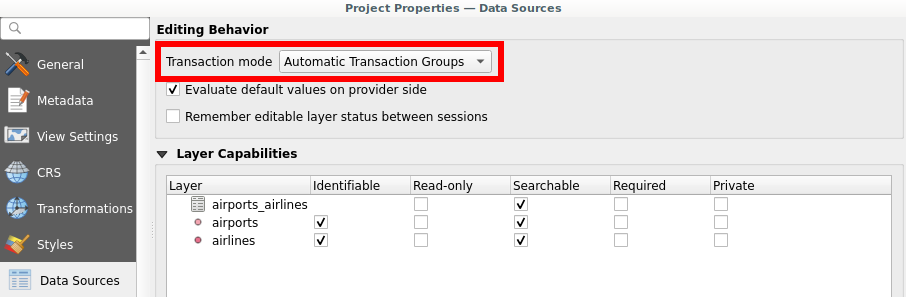 Project Properties — Data Sources
General
Metadata
View Settings
CRS
Transformations
Styles
Data Sources
Editing Behavior
Transaction mode Automatic Transaction Groups
Evaluate default values on provider side
Remember editable layer status between sessions
Layer Capabilities
Layer Identifiable Read-only Searchable Required Private
airports_airlines
airports
airlines